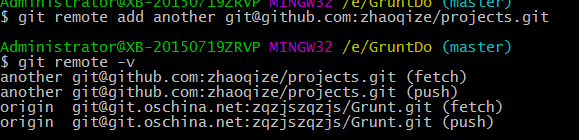 $ git remote add another git@github.com:zhaoqize/projects.git
Administrator@XB-20150719ZRVP MINGW32 /e/GruntDo (master)
$ git remote -v
another git@github.com:zhaoqize/projects.git (fetch)
another git@github.com:zhaoqize/projects.git (push)
origin  git@git.oschina.net:zqzjszqzjs/Grunt.git (fetch)
origin  git@git.oschina.net:zqzjszqzjs/Grunt.git (push)